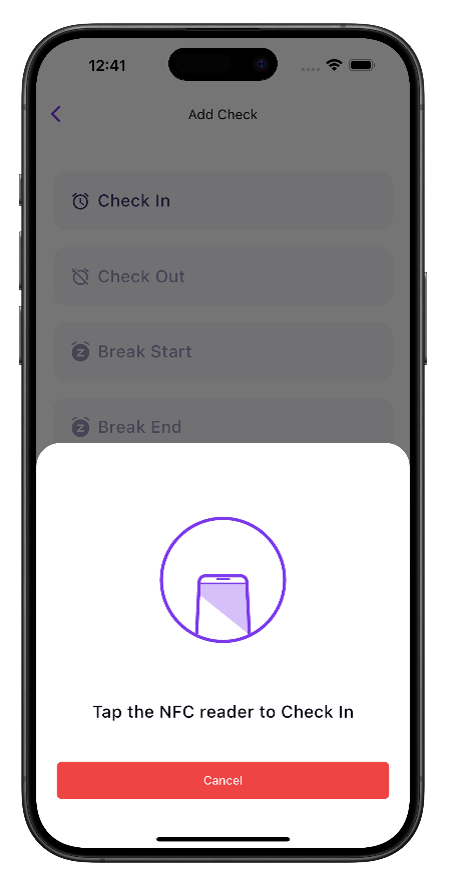 12:41
Add Check
Check In
Check Out
Break Start
Break End
Tap the NFC reader to Check In
Cancel